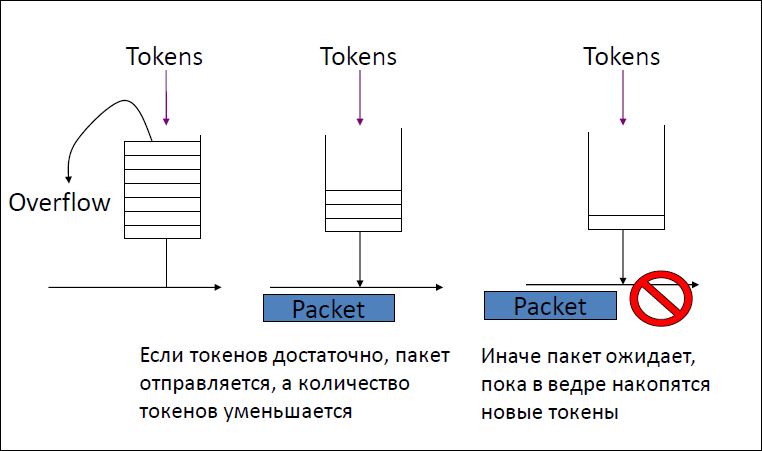 Tokens
Tokens
Tokens
Overflow
Packet
Packet
Если токенов достаточно, пакет
отправляется, а количество
токенов уменьшается
Иначе пакет ожидает,
пока в ведре накопятся
новые токены